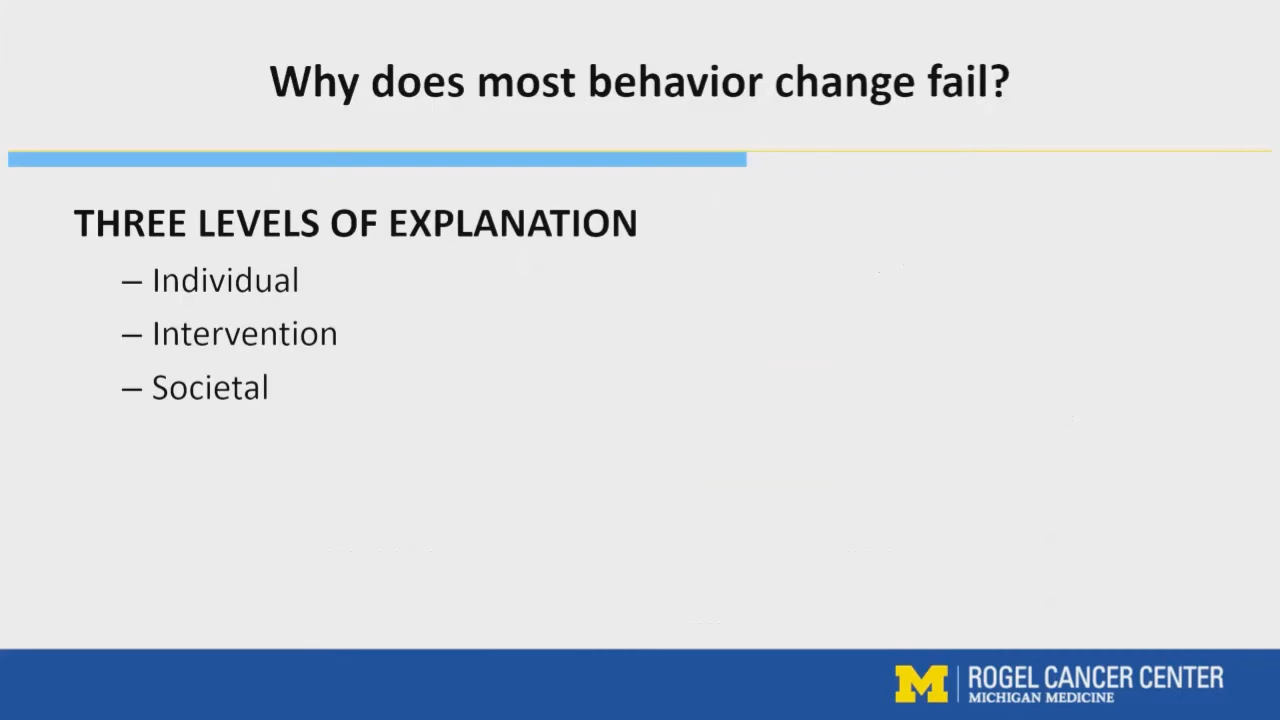 Why does most behavior change fail?
THREE LEVELS OF EXPLANATION
– Individual
– Intervention
– Societal
M ROGEL CANCER CENTER
MICHIGAN MEDICINE